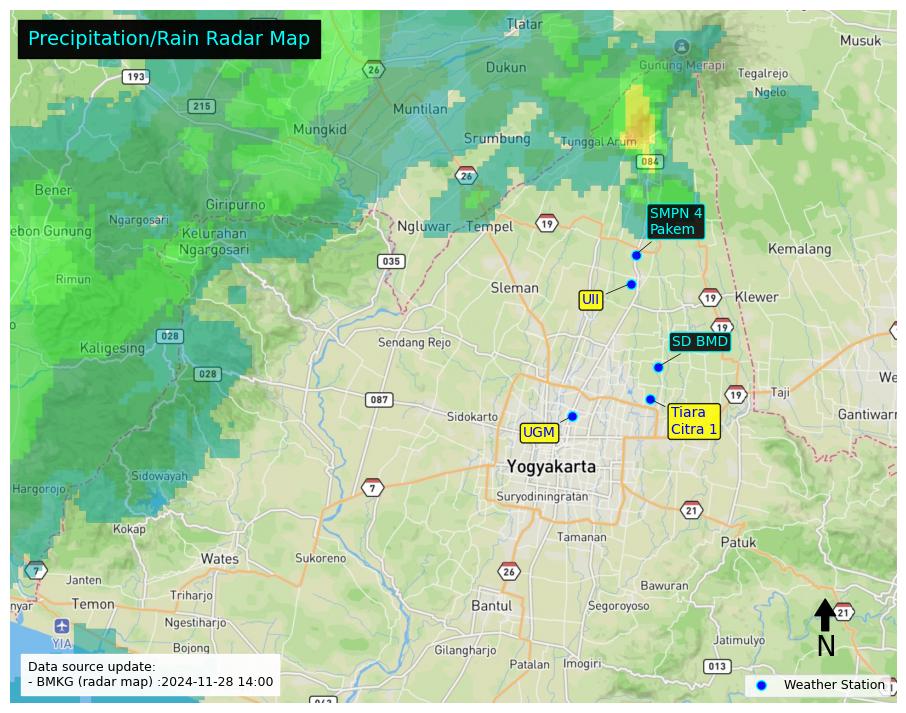 Precipitation/Rain Radar Map
Tlatar
Musuk
26
193
Dukun
Gunung Merapi
Tegalrejo
Ngelo
215
Muntilan
Mungkid
Srumbung
Tunggal Arum
084
26
Bener
Giripurno
SMPN 4
Pakem
Ngargosari
ebon Gunung
Kelurahan
Ngargosari
Ngluwar
Tempel
19
Kemalang
035
Rimun
Sleman
UII
19
Klewer
19
028
Kaligesing
Sendang Rejo
SD BMD
028
We
087
19
Taji
Sidokarto
Tiara
Citra 1
Gantiwarn
UGM
Yogyakarta
Sidowayah
Hargorojo
7
Suryodiningratan
21
Kokap
Tamanan
Patuk
Wates
Sukoreno
7
26
Janten
Bawuran
Triharjo
nyar
Temon
Bantul
Segoroyoso
21
Ngestiharjo
YIA
N
Bojong
Jatimulyo
Gilangharjo
Data source update:
- BMKG (radar map) :2024-11-28 14:00
Patalan
Imogiri
013
Weather Station